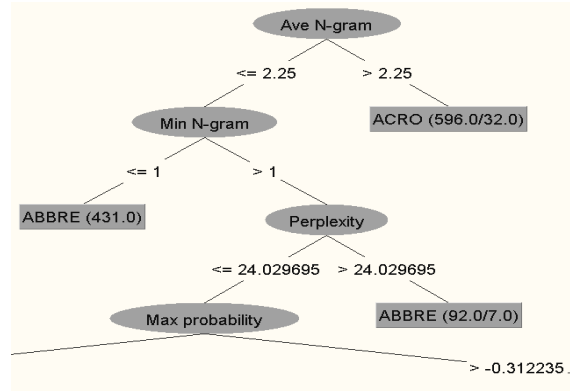 Ave N-gram
<= 2.25
> 2.25
Min N-gram
ACRO (596.0/32.0)
<= 1
> 1
ABBRE (431.0)
Perplexity
<= 24.029695
> 24.029695
Max probability
ABBRE (92.0/7.0)
> -0.312235